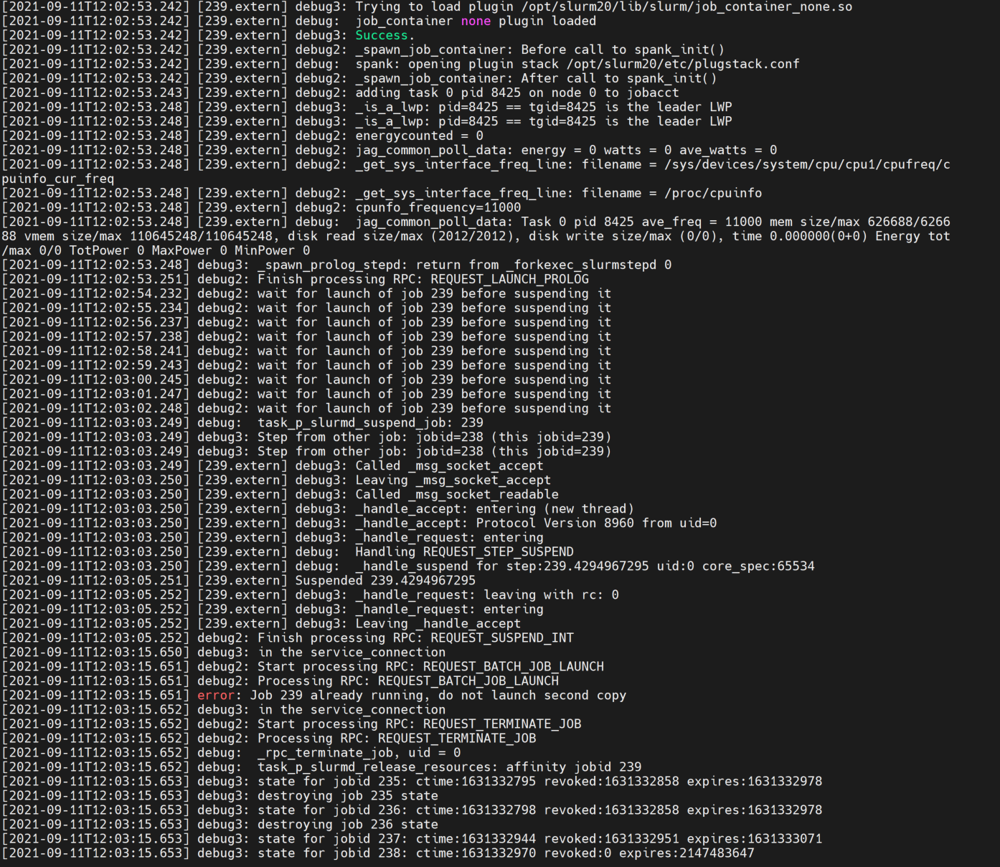 [2021-09-11T12:02:53.242] [239.extern] debug3: Trying to load plugin /opt/slurm20/lib/slurm/job_container_none.so
[2021-09-11T12:02:53.242] [239.extern] debug:  job_container none plugin loaded
[2021-09-11T12:02:53.242] [239.extern] debug3: Success.
[2021-09-11T12:02:53.242] [239.extern] debug2: _spawn_job_container: Before call to spank_init()
[2021-09-11T12:02:53.242] [239.extern] debug:  spank: opening plugin stack /opt/slurm20/etc/plugstack.conf
[2021-09-11T12:02:53.242] [239.extern] debug2: _spawn_job_container: After call to spank_init()
[2021-09-11T12:02:53.243] [239.extern] debug2: adding task 0 pid 8425 on node 0 to jobacct
[2021-09-11T12:02:53.248] [239.extern] debug3: _is_a_lwp: pid=8425 == tgid=8425 is the leader LWP
[2021-09-11T12:02:53.248] [239.extern] debug3: _is_a_lwp: pid=8425 == tgid=8425 is the leader LWP
[2021-09-11T12:02:53.248] [239.extern] debug2: energycounted = 0
[2021-09-11T12:02:53.248] [239.extern] debug2: jag_common_poll_data: energy = 0 watts = 0 ave_watts = 0
[2021-09-11T12:02:53.248] [239.extern] debug2: _get_sys_interface_freq_line: filename = /sys/devices/system/cpu/cpu1/cpufreq/c
puinfo_cur_freq
[2021-09-11T12:02:53.248] [239.extern] debug2: _get_sys_interface_freq_line: filename = /proc/cpuinfo
[2021-09-11T12:02:53.248] [239.extern] debug2: cpunfo_frequency=11000
[2021-09-11T12:02:53.248] [239.extern] debug:  jag_common_poll_data: Task 0 pid 8425 ave_freq = 11000 mem size/max 626688/6266
88 vmem size/max 110645248/110645248, disk read size/max (2012/2012), disk write size/max (0/0), time 0.000000(0+0) Energy tot
/max 0/0 TotPower 0 MaxPower 0 MinPower 0
[2021-09-11T12:02:53.248] debug3: _spawn_prolog_stepd: return from _forkexec_slurmstepd 0
[2021-09-11T12:02:53.251] debug2: Finish processing RPC: REQUEST_LAUNCH_PROLOG
[2021-09-11T12:02:54.232] debug2: wait for launch of job 239 before suspending it
[2021-09-11T12:02:55.234] debug2: wait for launch of job 239 before suspending it
[2021-09-11T12:02:56.237] debug2: wait for launch of job 239 before suspending it
[2021-09-11T12:02:57.238] debug2: wait for launch of job 239 before suspending it
[2021-09-11T12:02:58.241] debug2: wait for launch of job 239 before suspending it
[2021-09-11T12:02:59.243] debug2: wait for launch of job 239 before suspending it
[2021-09-11T12:03:00.245] debug2: wait for launch of job 239 before suspending it
[2021-09-11T12:03:01.247] debug2: wait for launch of job 239 before suspending it
[2021-09-11T12:03:02.248] debug2: wait for launch of job 239 before suspending it
[2021-09-11T12:03:03.249] debug:  task_p_slurmd_suspend_job: 239
[2021-09-11T12:03:03.249] debug3: Step from other job: jobid=238 (this jobid=239)
[2021-09-11T12:03:03.249] debug3: Step from other job: jobid=238 (this jobid=239)
[2021-09-11T12:03:03.249] [239.extern] debug3: Called _msg_socket_accept
[2021-09-11T12:03:03.250] [239.extern] debug3: Leaving _msg_socket_accept
[2021-09-11T12:03:03.250] [239.extern] debug3: Called _msg_socket_readable
[2021-09-11T12:03:03.250] [239.extern] debug3: _handle_accept: entering (new thread)
[2021-09-11T12:03:03.250] [239.extern] debug3: _handle_accept: Protocol Version 8960 from uid=0
[2021-09-11T12:03:03.250] [239.extern] debug3: _handle_request: entering
[2021-09-11T12:03:03.250] [239.extern] debug:  Handling REQUEST_STEP_SUSPEND
[2021-09-11T12:03:03.250] [239.extern] debug:  _handle_suspend for step:239.4294967295 uid:0 core_spec:65534
[2021-09-11T12:03:05.251] [239.extern] Suspended 239.4294967295
[2021-09-11T12:03:05.252] [239.extern] debug3: _handle_request: leaving with rc: 0
[2021-09-11T12:03:05.252] [239.extern] debug3: _handle_request: entering
[2021-09-11T12:03:05.252] [239.extern] debug3: Leaving _handle_accept
[2021-09-11T12:03:05.252] debug2: Finish processing RPC: REQUEST_SUSPEND_INT
[2021-09-11T12:03:15.650] debug3: in the service_connection
[2021-09-11T12:03:15.651] debug2: Start processing RPC: REQUEST_BATCH_JOB_LAUNCH
[2021-09-11T12:03:15.651] debug2: Processing RPC: REQUEST_BATCH_JOB_LAUNCH
[2021-09-11T12:03:15.651] error: Job 239 already running, do not launch second copy
[2021-09-11T12:03:15.652] debug3: in the service_connection
[2021-09-11T12:03:15.652] debug2: Start processing RPC: REQUEST_TERMINATE_JOB
[2021-09-11T12:03:15.652] debug2: Processing RPC: REQUEST_TERMINATE_JOB
[2021-09-11T12:03:15.652] debug:  _rpc_terminate_job, uid = 0
[2021-09-11T12:03:15.652] debug:  task_p_slurmd_release_resources: affinity jobid 239
[2021-09-11T12:03:15.653] debug3: state for jobid 235: ctime:1631332795 revoked:1631332858 expires:1631332978
[2021-09-11T12:03:15.653] debug3: destroying job 235 state
[2021-09-11T12:03:15.653] debug3: state for jobid 236: ctime:1631332798 revoked:1631332858 expires:1631332978
[2021-09-11T12:03:15.653] debug3: destroying job 236 state
[2021-09-11T12:03:15.653] debug3: state for jobid 237: ctime:1631332944 revoked:1631332951 expires:1631333071
[2021-09-11T12:03:15.653] debug3: state for jobid 238: ctime:1631332970 revoked:0 expires:2147483647